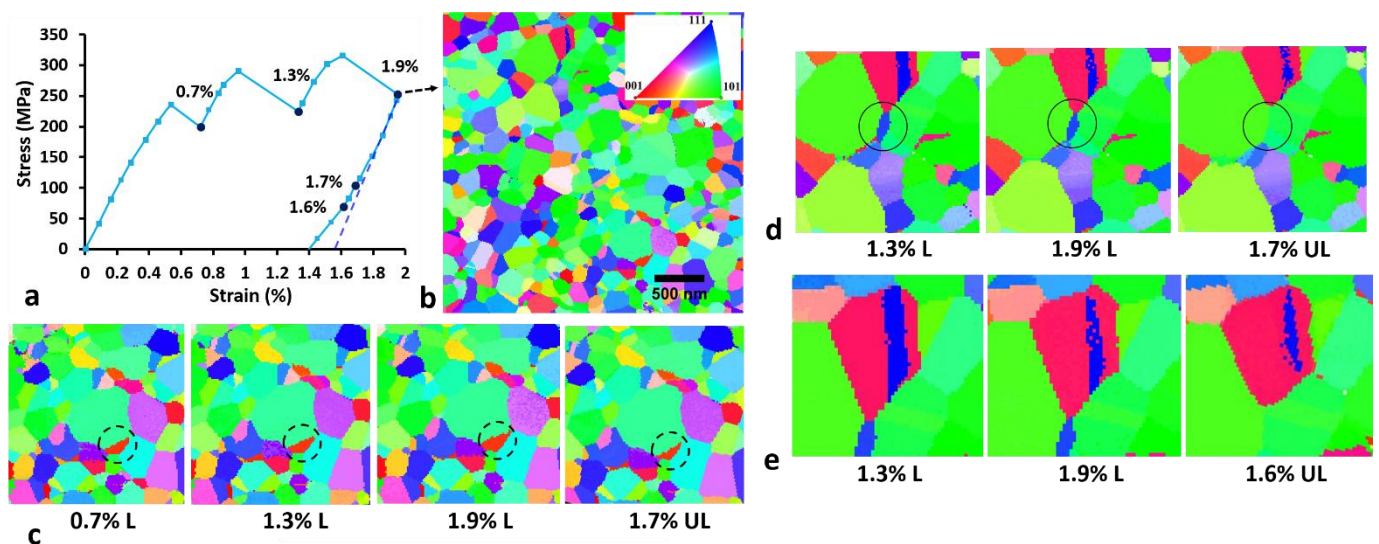 350
300
250
200
150
100
50
0
Stress (MPa)
0 0.2 0.4 0.6 0.8 1 1.2 1.4 1.6 1.8 2
Strain (%)
0.7%
1.3%
1.9%
1.7%
1.6%
a
111
001
101
500 nm
b
0.7% L 1.3% L 1.9% L 1.7% UL
c
d
1.3% L 1.9% L 1.7% UL
e
1.3% L 1.9% L 1.6% UL